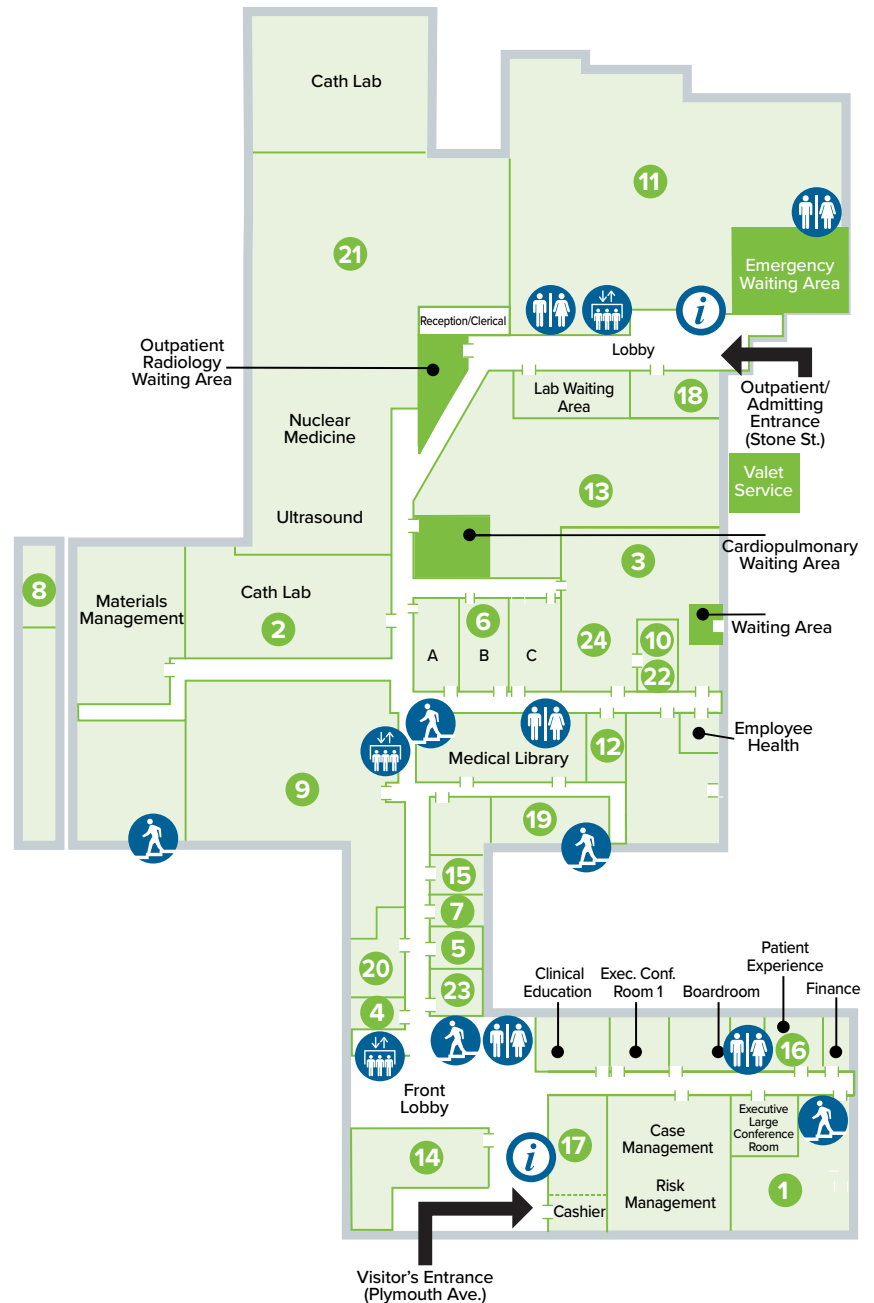 Cath Lab
11
21
Emergency
Waiting Area
Reception/Clerical
i
Lobby
Outpatient
Radiology
Waiting Area
Outpatient/
Admitting
Entrance
(Stone St.)
Lab Waiting
Area
18
Nuclear
Medicine
Valet
Service
13
Ultrasound
Cardiopulmonary
Waiting Area
3
8
Materials
Management
Cath Lab
2
6
A
B
C
24
10
22
Waiting Area
Employee
Health
12
Medical Library
9
19
15
7
5
23
20
4
Patient
Experience
Clinical
Education
Exec. Conf.
Room 1
Boardroom
Finance
16
Front
Lobby
14
i
17
Cashier
Case
Management
Risk
Management
Executive
Large
Conference
Room
1
Visitor's Entrance
(Plymouth Ave.)